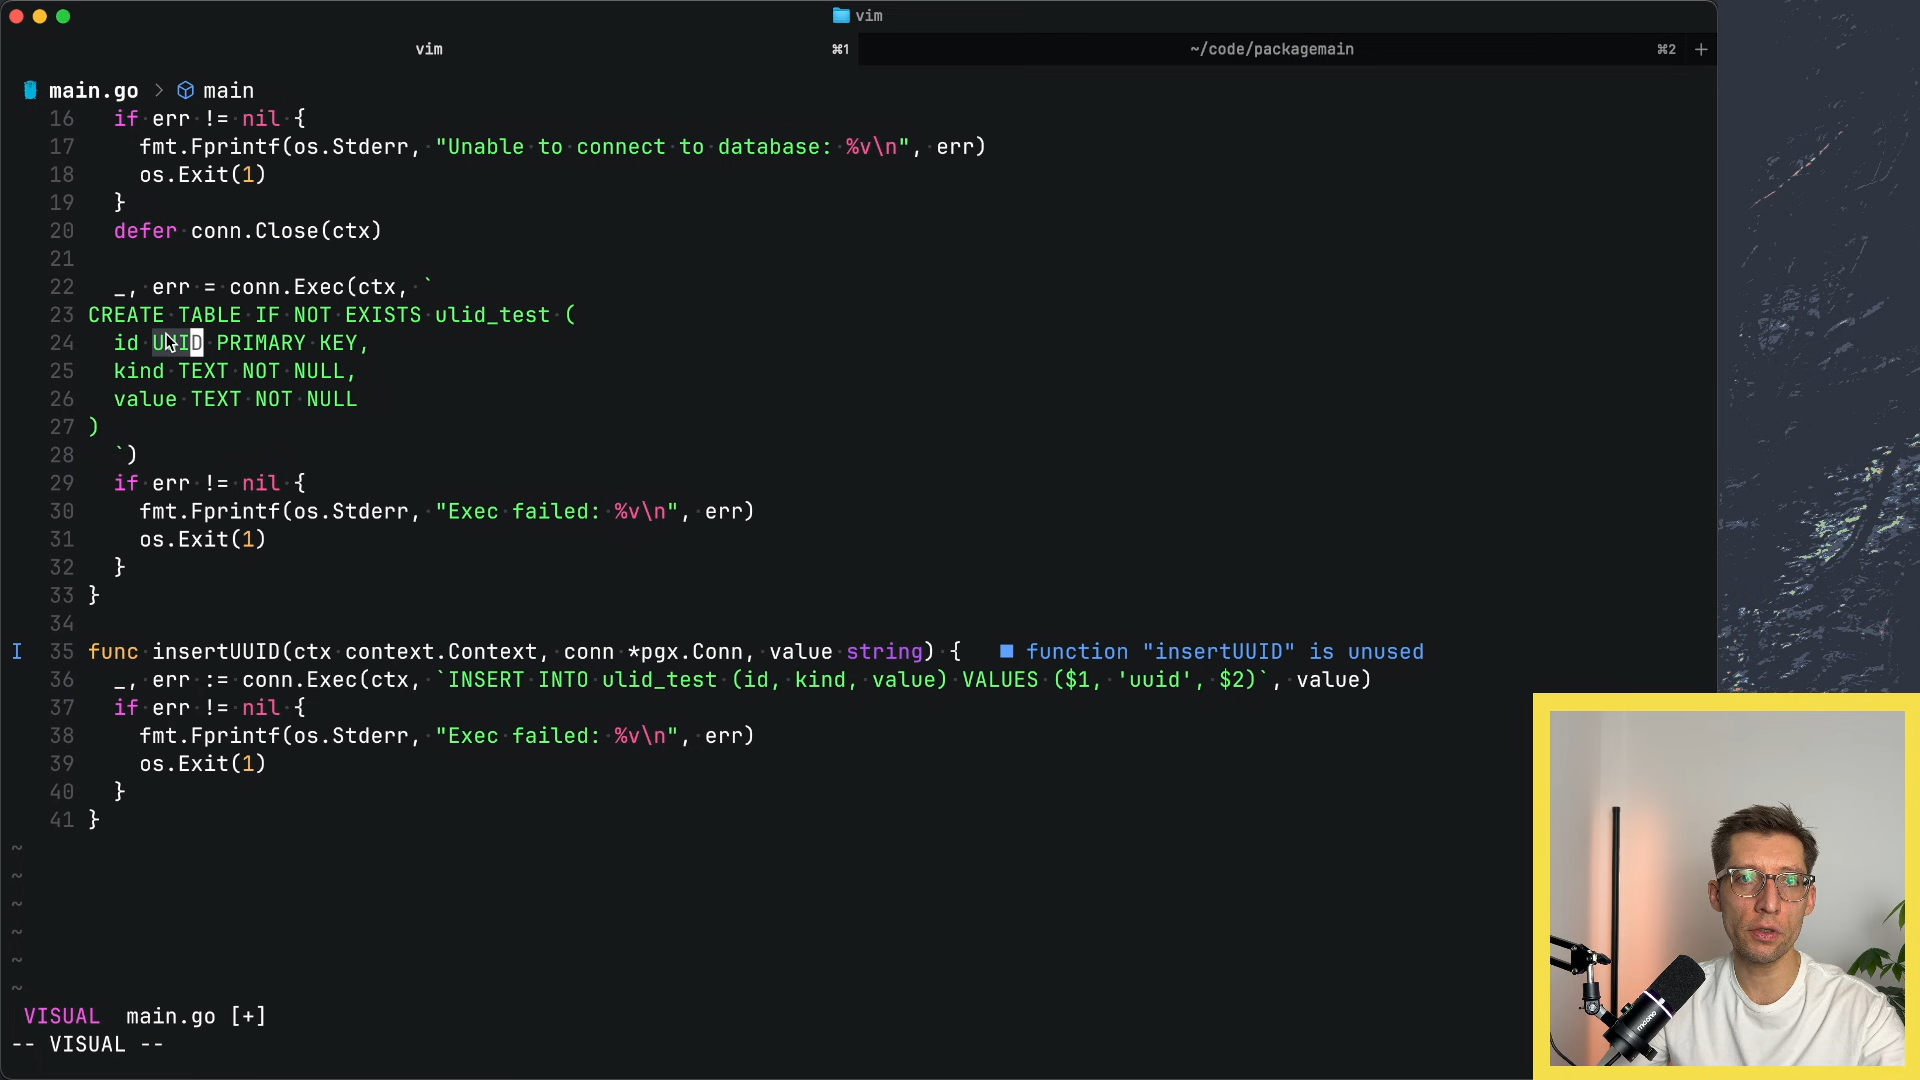 vim
vim ⌘1 ~/code/packagemain ⌘2 +
main.go > main
16 if err != nil {
17 fmt.Fprintf(os.Stderr, "Unable to connect to database: %v\n", err)
18 os.Exit(1)
19 }
20 defer conn.Close(ctx)
21
22 _, err = conn.Exec(ctx, `
23 CREATE TABLE IF NOT EXISTS ulid_test (
24 id UUID PRIMARY KEY,
25 kind TEXT NOT NULL,
26 value TEXT NOT NULL
27 )
28 `)
29 if err != nil {
30 fmt.Fprintf(os.Stderr, "Exec failed: %v\n", err)
31 os.Exit(1)
32 }
33 }
34
I 35 func insertUUID(ctx context.Context, conn *pgx.Conn, value string) { ■ function "insertUUID" is unused
36 _, err := conn.Exec(ctx, `INSERT INTO ulid_test (id, kind, value) VALUES ($1, 'uuid', $2)`, value)
37 if err != nil {
38 fmt.Fprintf(os.Stderr, "Exec failed: %v\n", err)
39 os.Exit(1)
40 }
41 }
~
~
~
~
~
~
VISUAL main.go [+]
-- VISUAL --